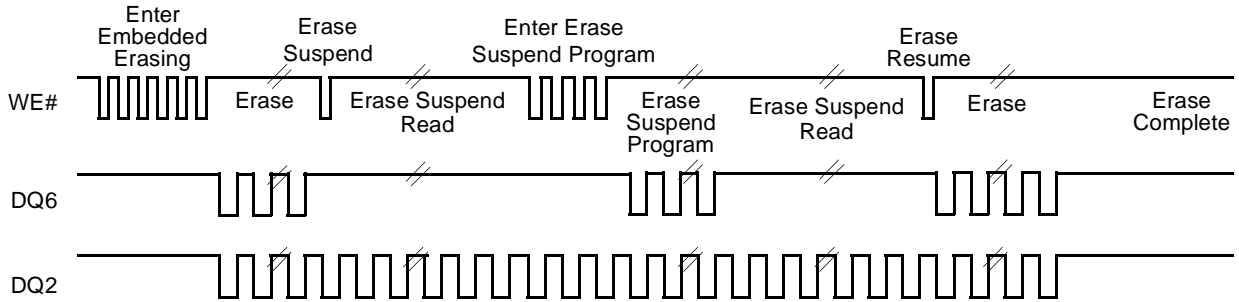 Enter
Embedded
Erasing
Erase
Suspend
Enter Erase
Suspend Program
Erase
Resume
WE#
Erase
Erase Suspend
Read
Erase
Suspend
Program
Erase Suspend
Read
Erase
Erase
Complete
DQ6
DQ2